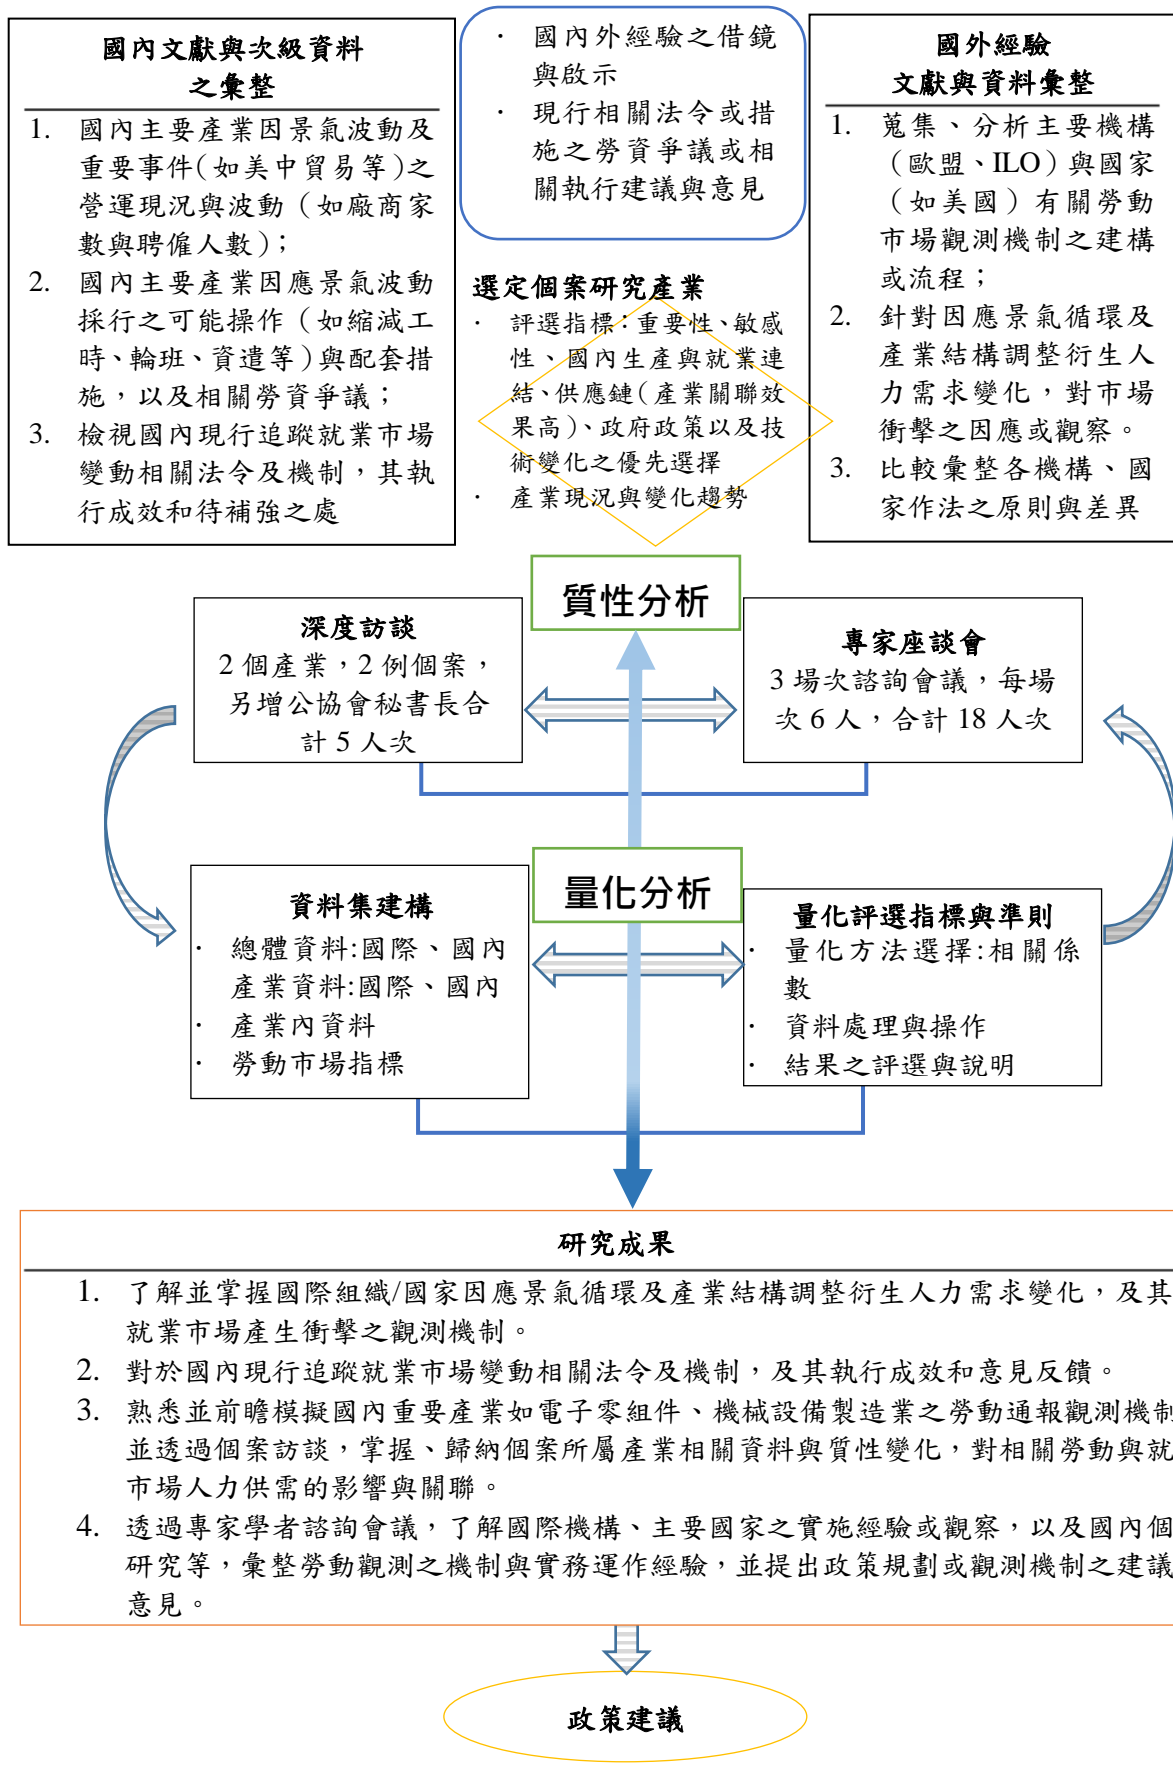 國內文獻與次級資料
之彙整
1. 國內主要產業因景氣波動及
重要事件(如美中貿易等)之
營運現況與波動（如廠商家
數與聘僱人數）；
2. 國內主要產業因應景氣波動
採行之可能操作（如縮減工
時、輪班、資遣等）與配套措
施，以及相關勞資爭議；
3. 檢視國內現行追蹤就業市場
變動相關法令及機制，其執
行成效和待補強之處
· 國內外經驗之借鏡
與啟示
· 現行相關法令或措
施之勞資爭議或相
關執行建議與意見
國外經驗
文獻與資料彙整
1. 蒐集、分析主要機構
（歐盟、ILO）與國家
（如美國）有關勞動
市場觀測機制之建構
或流程；
2. 針對因應景氣循環及
產業結構調整衍生人
力需求變化，對市場
衝擊之因應或觀察。
3. 比較彙整各機構、國
家作法之原則與差異
選定個案研究產業
· 評選指標：重要性、敏感
性、國內生產與就業連
結、供應鏈(產業關聯效
果高)、政府政策以及技
術變化之優先選擇
· 產業現況與變化趨勢
質性分析
深度訪談
2 個產業，2 例個案，
另增公協會秘書長合
計 5 人次
專家座談會
3 場次諮詢會議，每場
次 6 人，合計 18 人次
量化分析
資料集建構
· 總體資料:國際、國內
產業資料:國際、國內
· 產業內資料
· 勞動市場指標
量化評選指標與準則
· 量化方法選擇:相關係
數
· 資料處理與操作
· 結果之評選與說明
研究成果
1. 了解並掌握國際組織/國家因應景氣循環及產業結構調整衍生人力需求變化，及其
就業市場產生衝擊之觀測機制。
2. 對於國內現行追蹤就業市場變動相關法令及機制，及其執行成效和意見反饋。
3. 熟悉並前瞻模擬國內重要產業如電子零組件、機械設備製造業之勞動通報觀測機制
並透過個案訪談，掌握、歸納個案所屬產業相關資料與質性變化，對相關勞動與就
市場人力供需的影響與關聯。
4. 透過專家學者諮詢會議，了解國際機構、主要國家之實施經驗或觀察，以及國內個
研究等，彙整勞動觀測之機制與實務運作經驗，並提出政策規劃或觀測機制之建議
意見。
政策建議